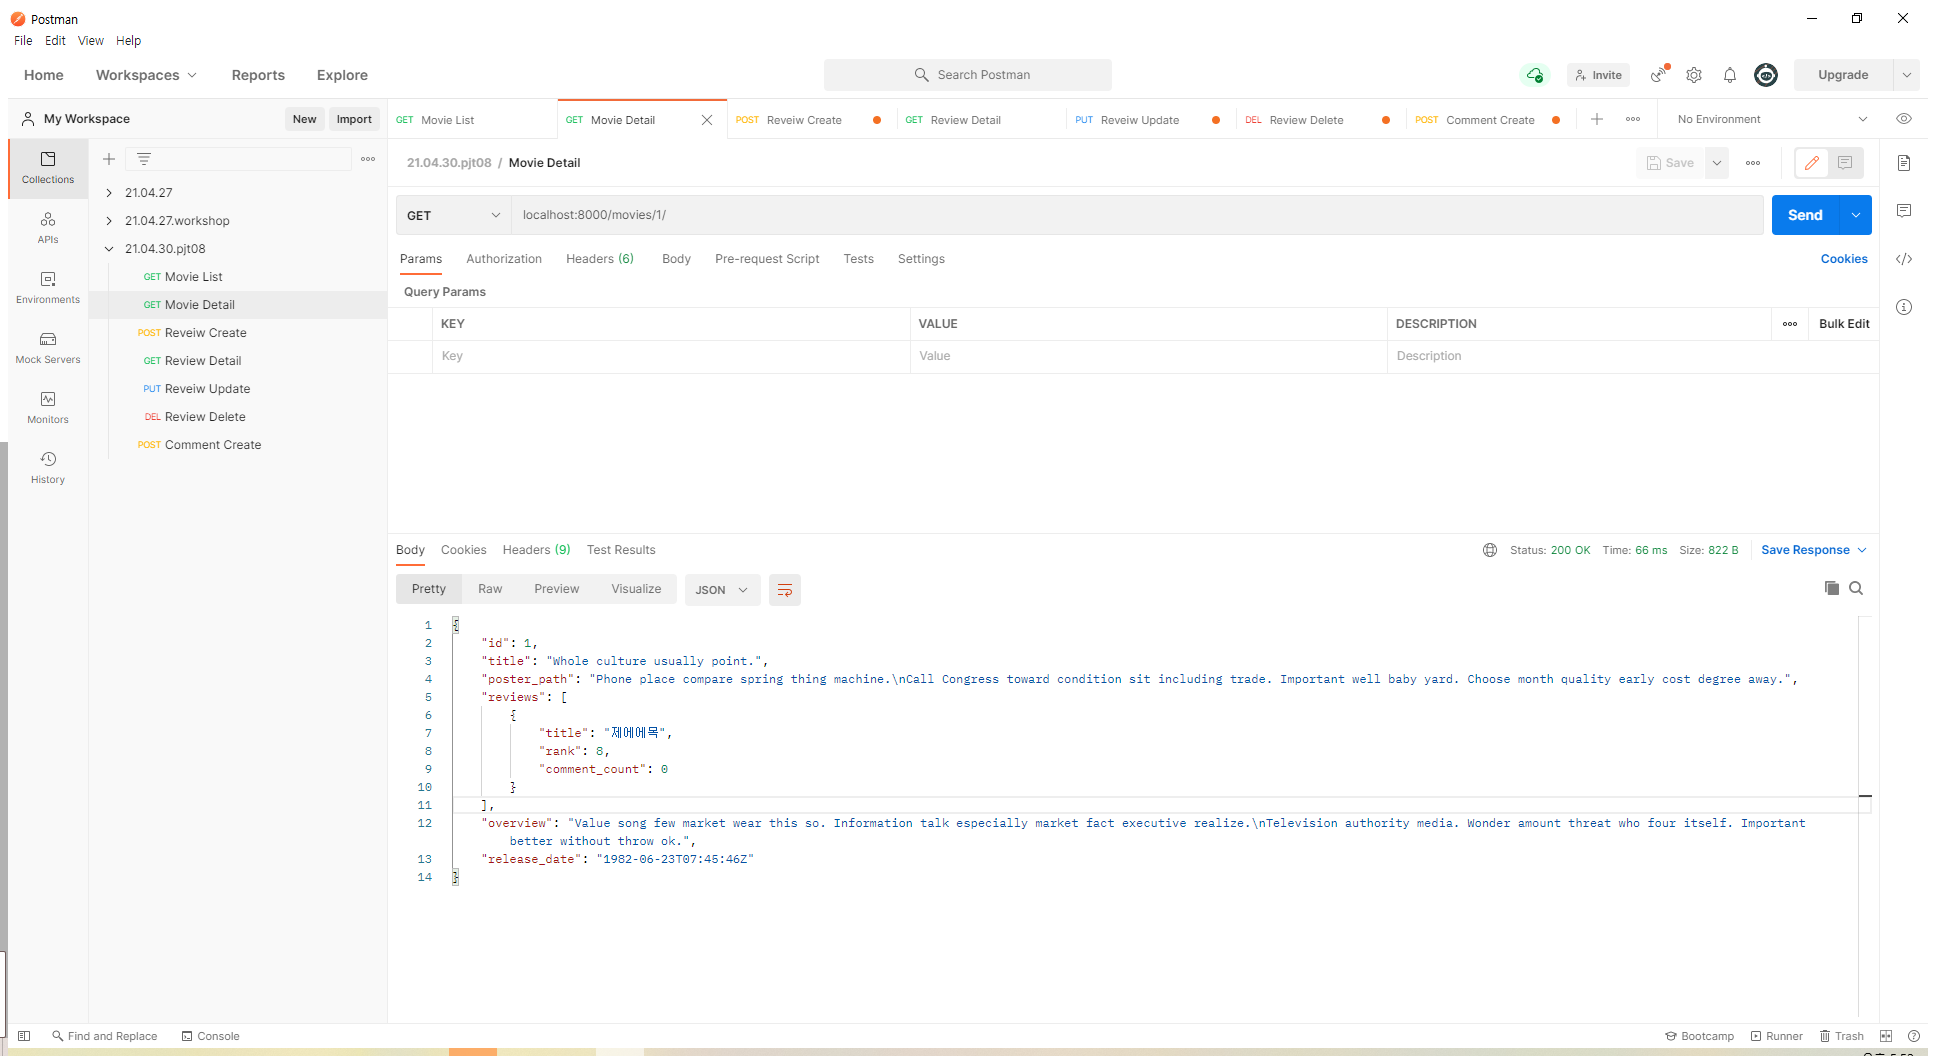 Postman
File Edit View Help
Home Workspaces Reports Explore Search Postman Invite Upgrade
My Workspace New Import GET Movie List GET Movie Detail POST Reveiw Create GET Review Detail PUT Reveiw Update DEL Review Delete POST Comment Create No Environment
21.04.30.pjt08 / Movie Detail Save
Collections
APIs
Environments
Mock Servers
Monitors
History
21.04.27
21.04.27.workshop
21.04.30.pjt08
GET Movie List
GET Movie Detail
POST Reveiw Create
GET Review Detail
PUT Reveiw Update
DEL Review Delete
POST Comment Create
GET localhost:8000/movies/1/ Send
Params Authorization Headers (6) Body Pre-request Script Tests Settings Cookies
Query Params
KEY VALUE DESCRIPTION Bulk Edit
Key Value Description
Body Cookies Headers (9) Test Results Status: 200 OK Time: 66 ms Size: 822 B Save Response
Pretty Raw Preview Visualize JSON
1 {
2 "id": 1,
3 "title": "Whole culture usually point.",
4 "poster_path": "Phone place compare spring thing machine.\nCall Congress toward condition sit including trade. Important well baby yard. Choose month quality early cost degree away.",
5 "reviews": [
6 {
7 "title": "제에에목",
8 "rank": 8,
9 "comment_count": 0
10 }
11 ],
12 "overview": "Value song few market wear this so. Information talk especially market fact executive realize.\nTelevision authority media. Wonder amount threat who four itself. Important
better without throw ok.",
13 "release_date": "1982-06-23T07:45:46Z"
14 }
Find and Replace Console Bootcamp Runner Trash